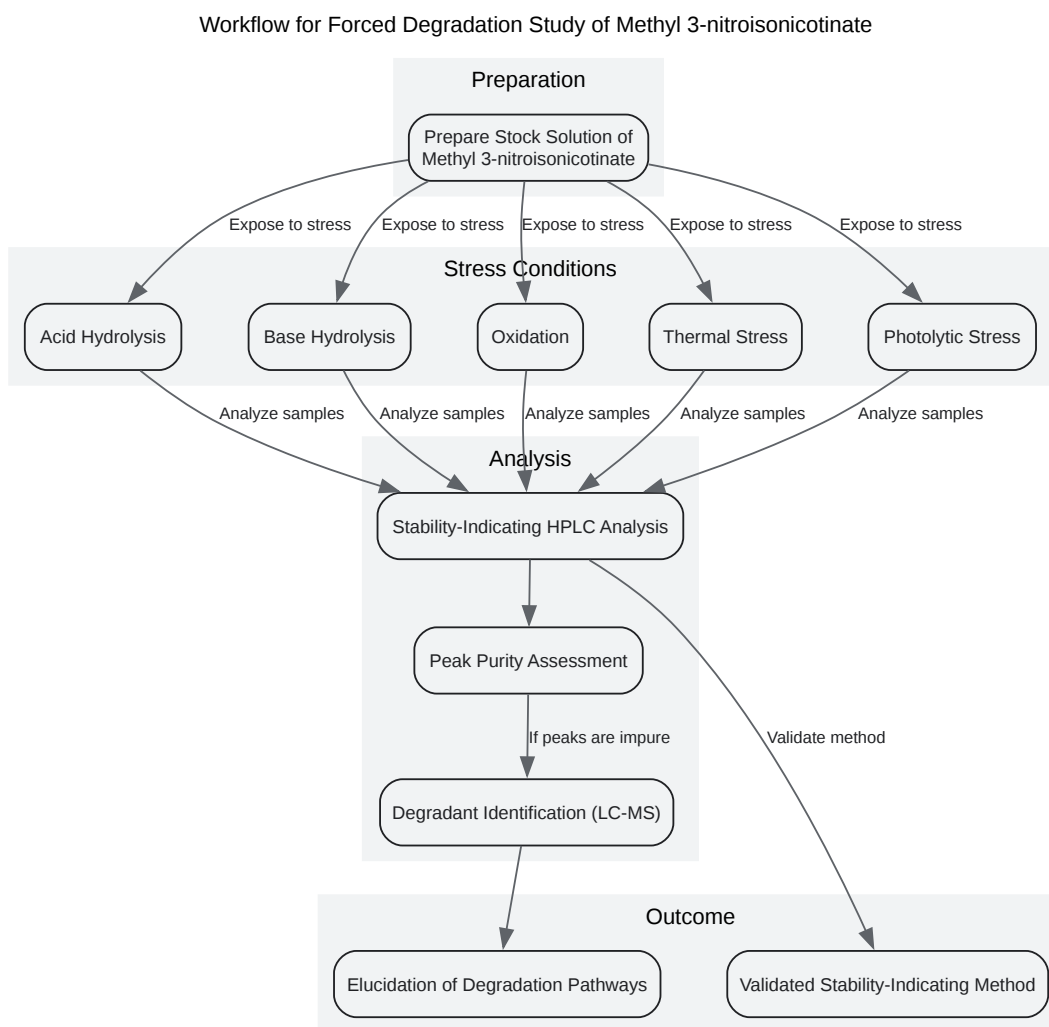 Workflow for Forced Degradation Study of Methyl 3-nitroisonicotinate
Preparation
Prepare Stock Solution of
Methyl 3-nitroisonicotinate
Expose to stress
Expose to stress
Expose to stress
Expose to stress
Expose to stress
Stress Conditions
Acid Hydrolysis
Base Hydrolysis
Oxidation
Thermal Stress
Photolytic Stress
Analyze samples
Analyze samples
Analyze samples
Analyze samples
Analyze samples
Analysis
Stability-Indicating HPLC Analysis
Peak Purity Assessment
If peaks are impure
Validate method
Degradant Identification (LC-MS)
Outcome
Elucidation of Degradation Pathways
Validated Stability-Indicating Method